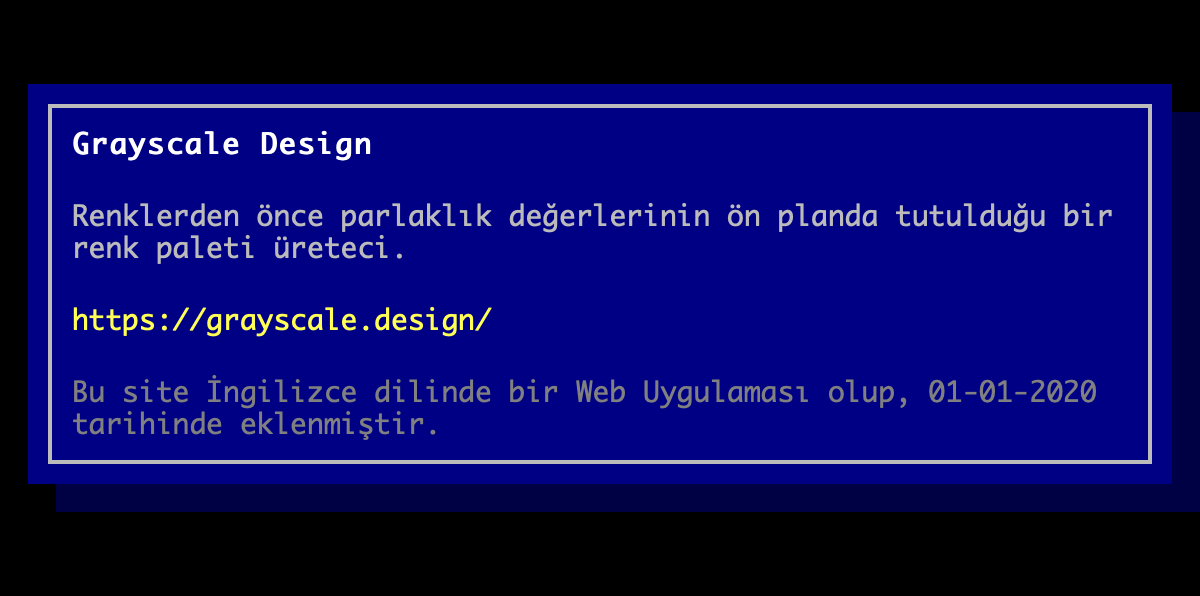 Grayscale Design
Renklerden önce parlaklık değerlerinin ön planda tutulduğu bir
renk paleti üreteci.
https://grayscale.design/
Bu site İngilizce dilinde bir Web Uygulaması olup, 01-01-2020
tarihinde eklenmiştir.